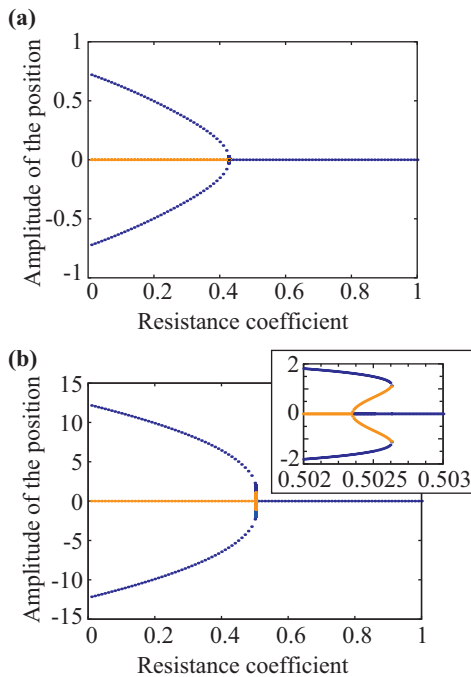 (a)
1
0.5
0
-0.5
-1
Amplitude of the position
0 0.2 0.4 0.6 0.8 1
Resistance coefficient
(b)
2
0
-2
0.502 0.5025 0.503
15
10
5
0
-5
-10
-15
Amplitude of the position
0 0.2 0.4 0.6 0.8 1
Resistance coefficient